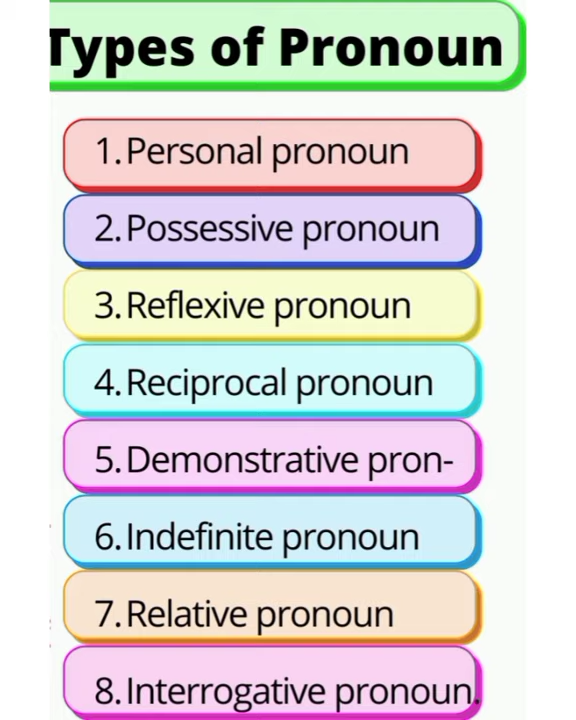 Types of Pronoun
1.Personal pronoun
2.Possessive pronoun
3.Reflexive pronoun
4.Reciprocal pronoun
5.Demonstrative pron-
6.Indefinite pronoun
7.Relative pronoun
8.Interrogative pronoun.